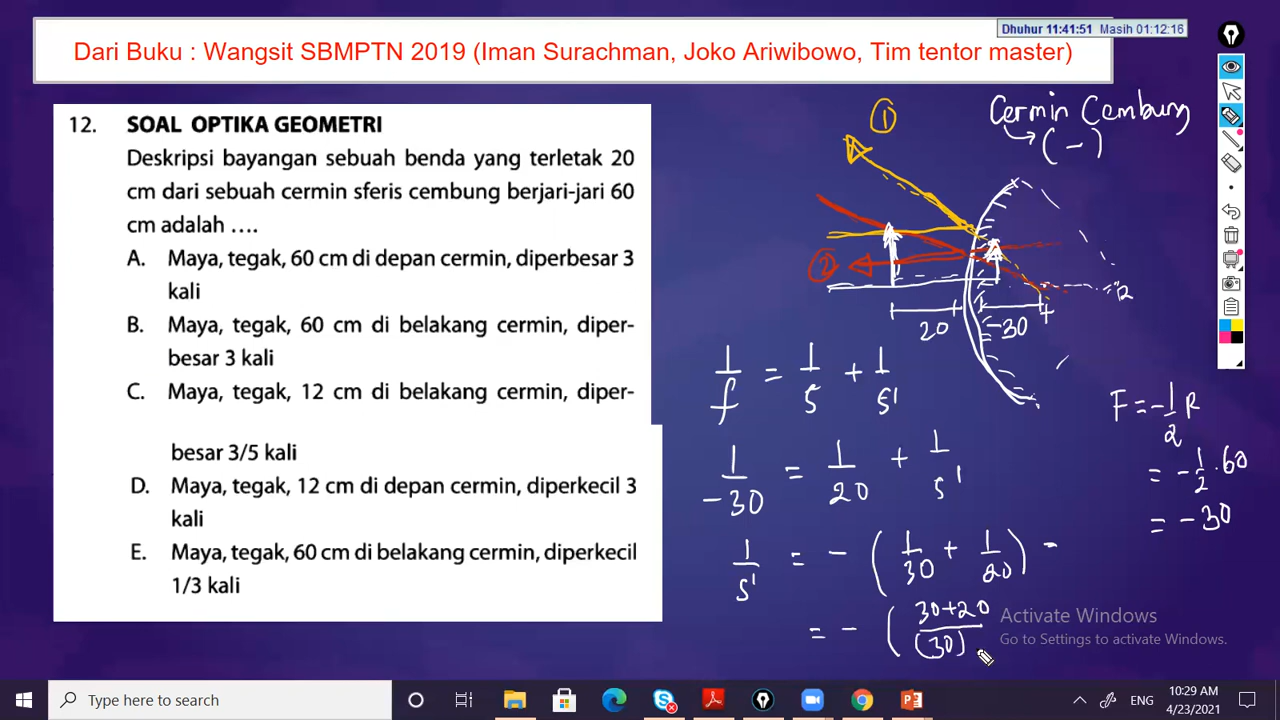 Dhuhur 11:41:51 Masih 01:12:16
Dari Buku : Wangsit SBMPTN 2019 (Iman Surachman, Joko Ariwibowo, Tim tentor master)
12. SOAL OPTIKA GEOMETRI
Deskripsi bayangan sebuah benda yang terletak 20
cm dari sebuah cermin sferis cembung berjari-jari 60
cm adalah ....
A. Maya, tegak, 60 cm di depan cermin, diperbesar 3
kali
B. Maya, tegak, 60 cm di belakang cermin, diper-
besar 3 kali
C. Maya, tegak, 12 cm di belakang cermin, diper-
besar 3/5 kali
D. Maya, tegak, 12 cm di depan cermin, diperkecil 3
kali
E. Maya, tegak, 60 cm di belakang cermin, diperkecil
1/3 kali
Cermin Cembung
(-)
1
2
20
-30
1/f = 1/s + 1/s'
1/-30 = 1/20 + 1/s'
1/s' = - (1/30 + 1/20) -
= - (30+20/(30)
F = -1/2 R
= -1/2 . 60
= -30
Activate Windows
Go to Settings to activate Windows.
Type here to search
ENG
10:29 AM
4/23/2021